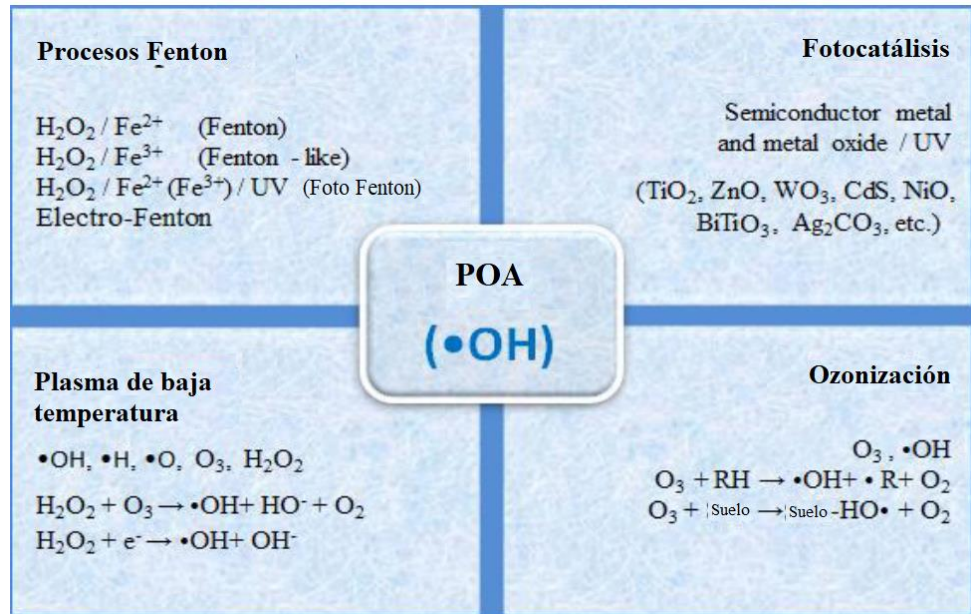 Procesos Fenton
H₂O₂ / Fe²⁺ (Fenton)
H₂O₂ / Fe³⁺ (Fenton - like)
H₂O₂ / Fe²⁺ (Fe³⁺) / UV (Foto Fenton)
Electro-Fenton
Fotocatálisis
Semiconductor metal
and metal oxide / UV
(TiO₂, ZnO, WO₃, CdS, NiO,
BiTiO₃, Ag₂CO₃, etc.)
POA
(•OH)
Plasma de baja
temperatura
•OH, •H, •O, O₃, H₂O₂
H₂O₂ + O₃ → •OH+ HO⁻ + O₂
H₂O₂ + e⁻ → •OH+ OH⁻
Ozonización
O₃ , •OH
O₃ + RH → •OH+ • R+ O₂
O₃ + Suelo → Suelo -HO• + O₂